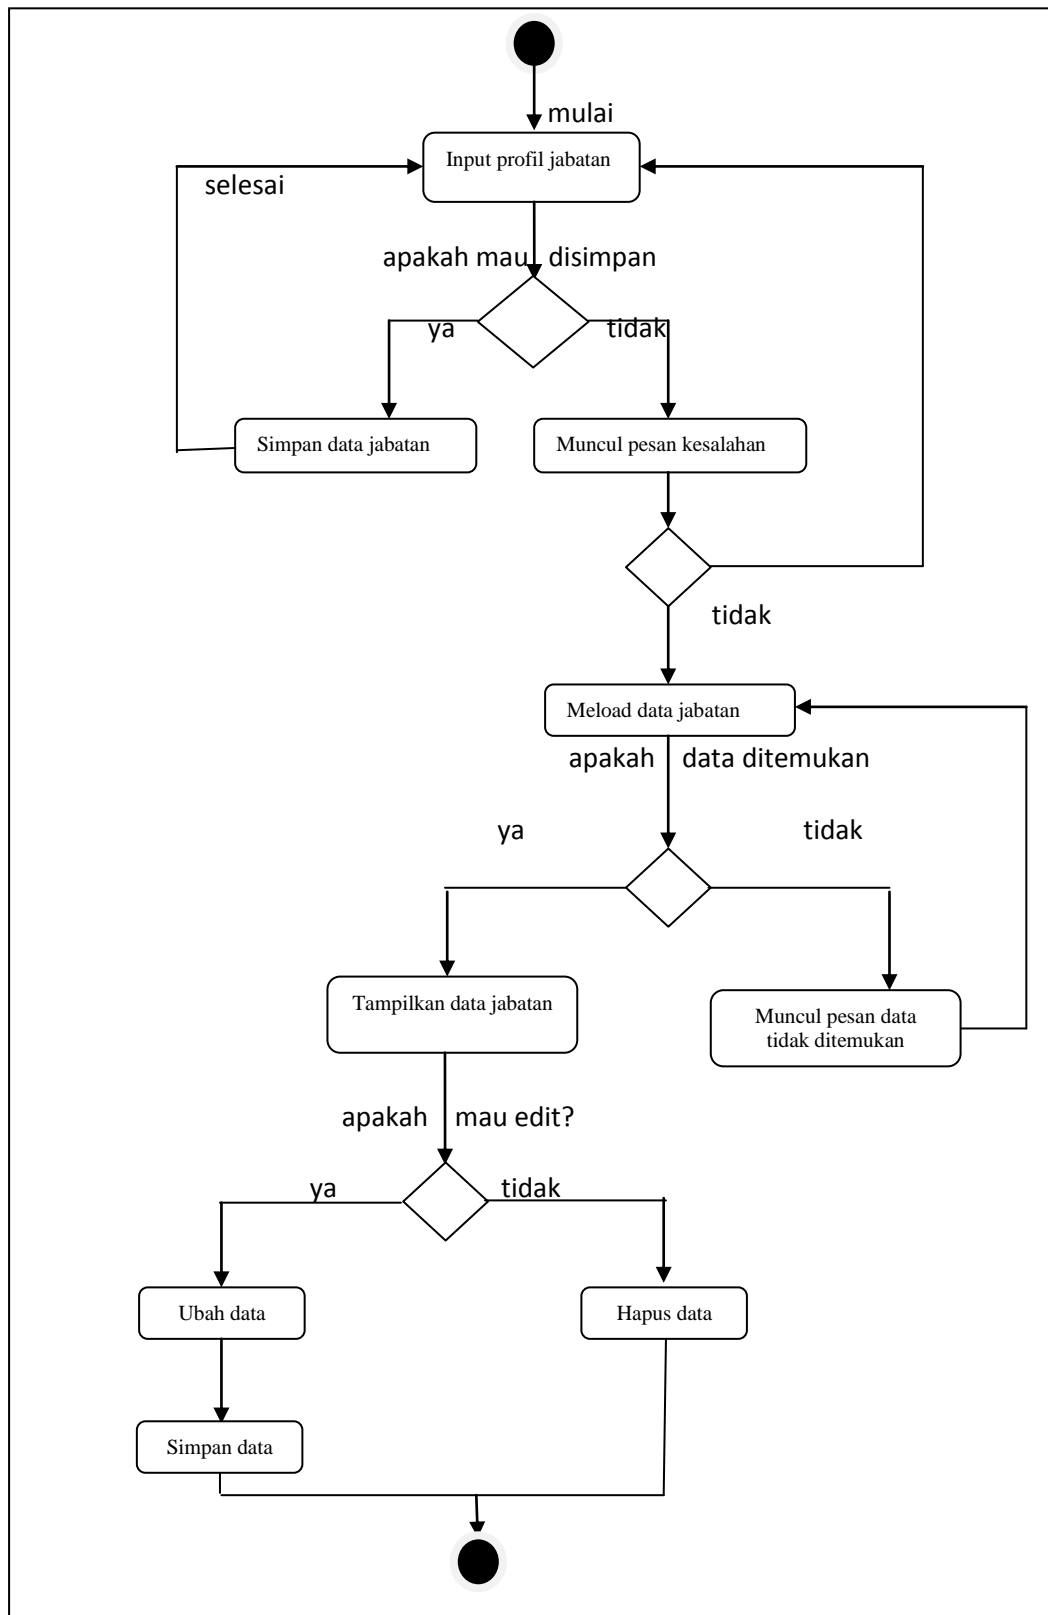 mulai
Input profil jabatan
selesai
apakah mau disimpan
ya
tidak
Simpan data jabatan
Muncul pesan kesalahan
tidak
Meload data jabatan
apakah data ditemukan
ya
tidak
Tampilkan data jabatan
Muncul pesan data
tidak ditemukan
apakah mau edit?
ya
tidak
Ubah data
Hapus data
Simpan data